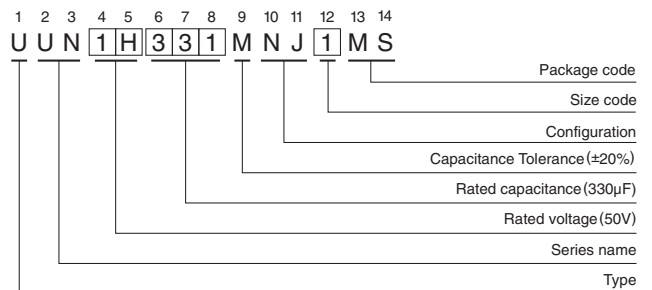 1 2 3 4 5 6 7 8 9 10 11 12 13 14
U U N 1 H 3 3 1 M N J 1 M S
Package code
Size code
Configuration
Capacitance Tolerance (±20%)
Rated capacitance (330µF)
Rated voltage (50V)
Series name
Type